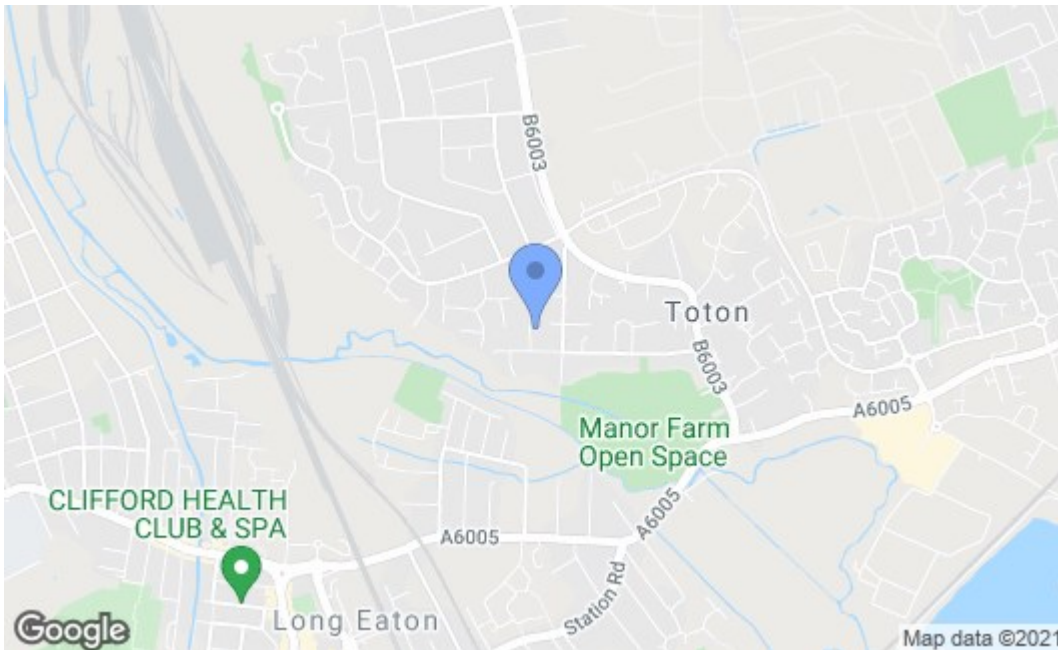 B6003
Toton
B6003
A6005
Manor Farm
Open Space
CLIFFORD HEALTH
CLUB & SPA
A6005
A6005
Station Rd
Long Eaton
Google
Map data ©2021